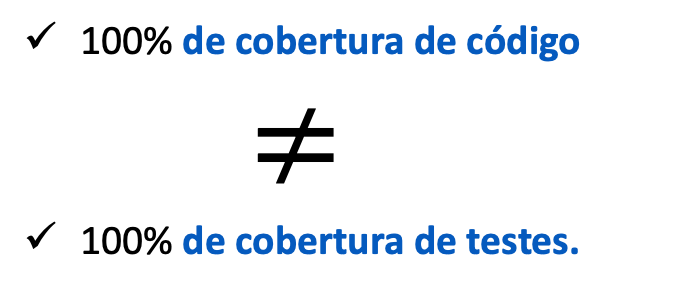 ✓ 100% de cobertura de código
≠
✓ 100% de cobertura de testes.